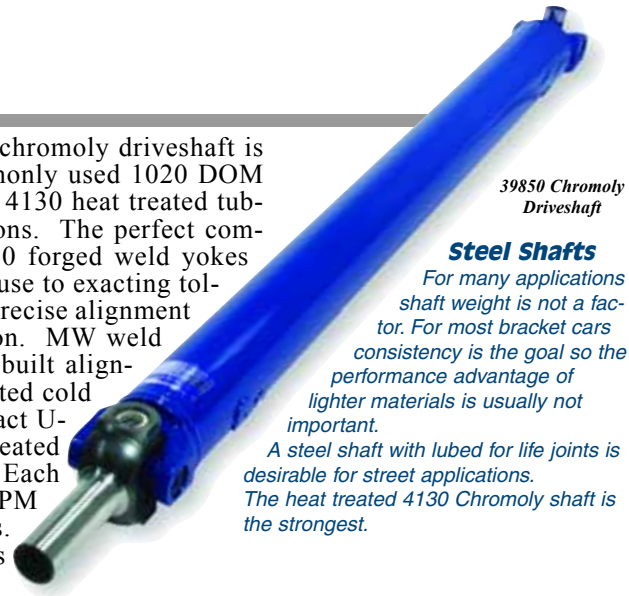 chromoly driveshaft is
only used 1020 DOM
4130 heat treated tub-
ons. The perfect com-
0 forged weld yokes
use to exacting tol-
recise alignment
on. MW weld
built align-
ted cold
act U-
eated
Each
PM
s.
s
39850 Chromoly
Driveshaft
Steel Shafts
For many applications
shaft weight is not a fac-
tor. For most bracket cars
consistency is the goal so the
performance advantage of
lighter materials is usually not
important.
A steel shaft with lubed for life joints is
desirable for street applications.
The heat treated 4130 Chromoly shaft is
the strongest.